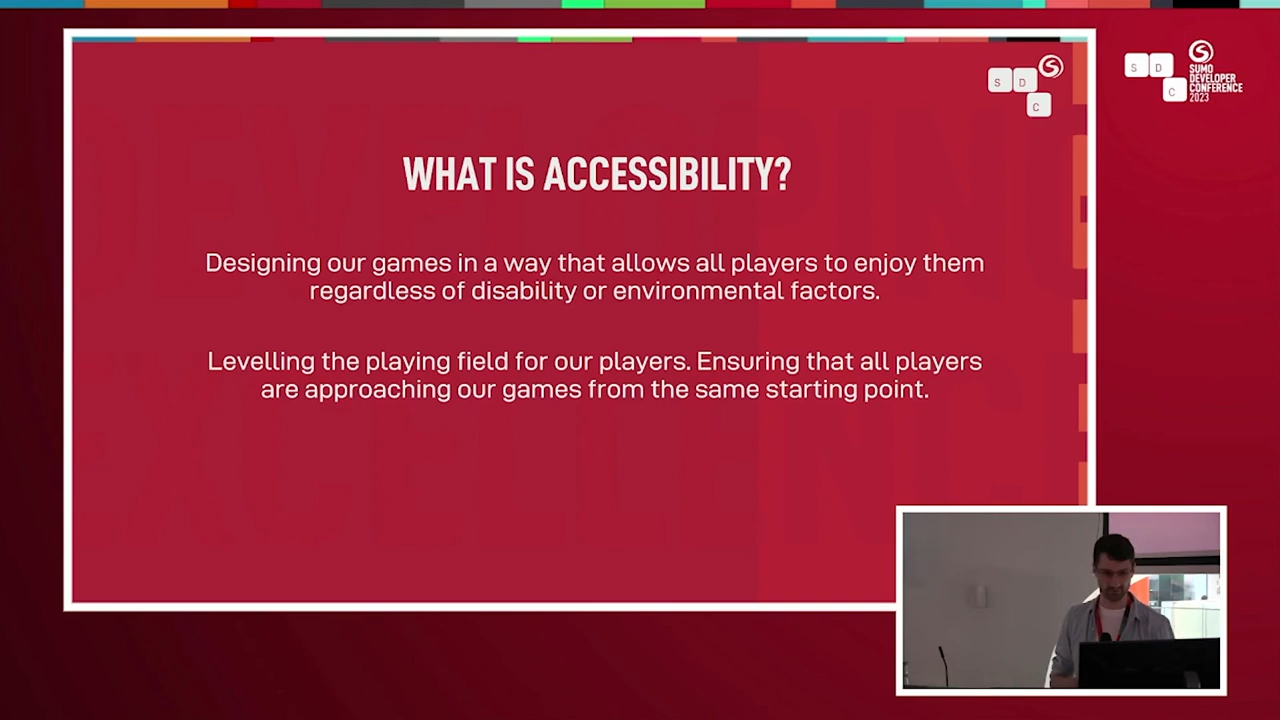 S D
C
S D
C
SUMO
DEVELOPER
CONFERENCE
2023
WHAT IS ACCESSIBILITY?
Designing our games in a way that allows all players to enjoy them
regardless of disability or environmental factors.
Levelling the playing field for our players. Ensuring that all players
are approaching our games from the same starting point.